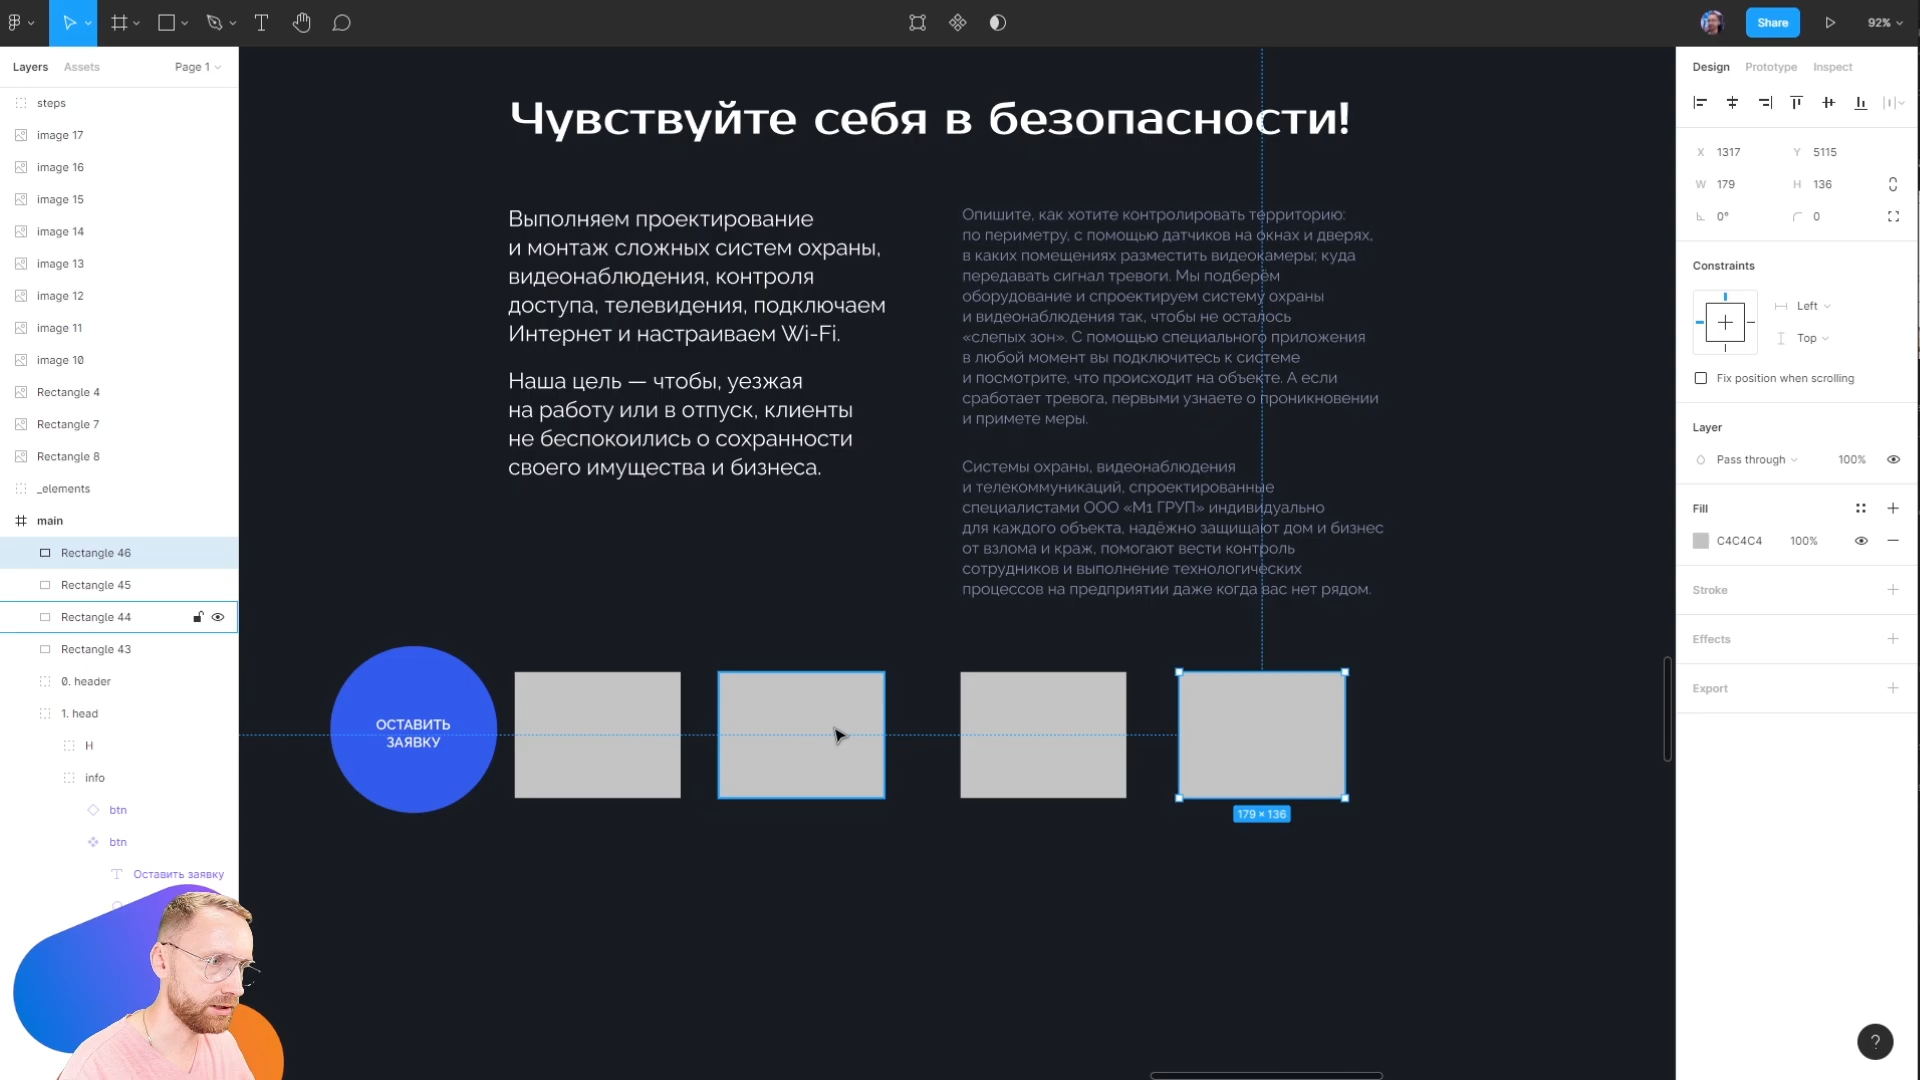 Share
92%
Layers
Assets
Page 1
steps
image 17
image 16
image 15
image 14
image 13
image 12
image 11
image 10
Rectangle 4
Rectangle 7
Rectangle 8
_elements
main
Rectangle 46
Rectangle 45
Rectangle 44
Rectangle 43
0. header
1. head
H
info
btn
btn
Оставить заявку
Чувствуйте себя в безопасности!
Выполняем проектирование
и монтаж сложных систем охраны,
видеонаблюдения, контроля
доступа, телевидения, подключаем
Интернет и настраиваем Wi-Fi.
Наша цель — чтобы, уезжая
на работу или в отпуск, клиенты
не беспокоились о сохранности
своего имущества и бизнеса.
Опишите, как хотите контролировать территорию:
по периметру, с помощью датчиков на окнах и дверях,
в каких помещениях разместить видеокамеры; куда
передавать сигнал тревоги. Мы подберём
оборудование и спроектируем систему охраны
и видеонаблюдения так, чтобы не осталось
«слепых зон». С помощью специального приложения
в любой момент вы подключитесь к системе
и посмотрите, что происходит на объекте. А если
сработает тревога, первыми узнаете о проникновении
и примете меры.
Системы охраны, видеонаблюдения
и телекоммуникаций, спроектированные
специалистами ООО «М1 ГРУП» индивидуально
для каждого объекта, надёжно защищают дом и бизнес
от взлома и краж, помогают вести контроль
сотрудников и выполнение технологических
процессов на предприятии даже когда вас нет рядом.
ОСТАВИТЬ
ЗАЯВКУ
179 × 136
Design
Prototype
Inspect
X 1317
Y 5115
W 179
H 136
0°
0
Constraints
Left
Top
Fix position when scrolling
Layer
Pass through
100%
Fill
C4C4C4
100%
Stroke
Effects
Export
?